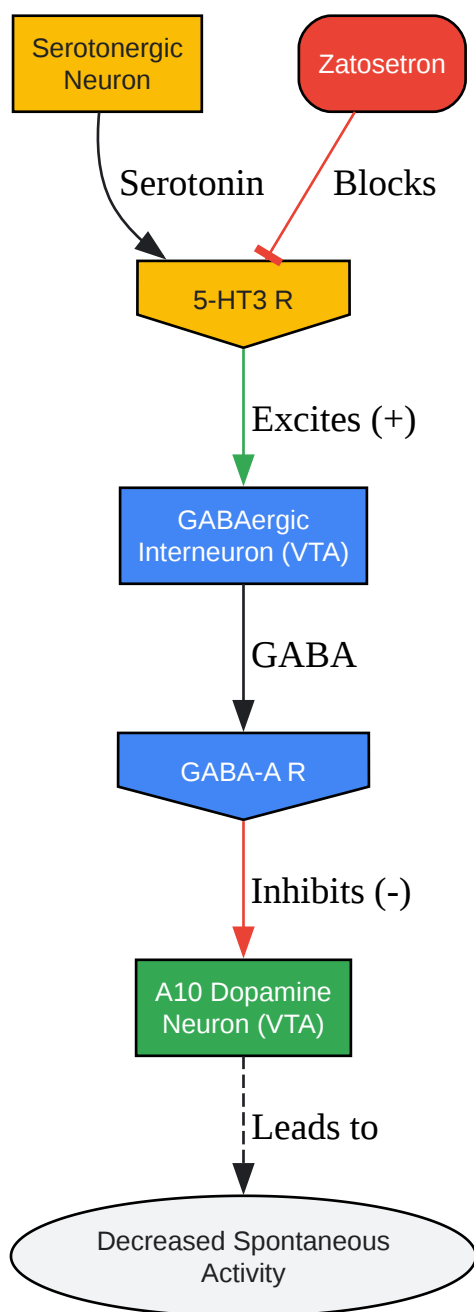 Serotonergic
Neuron
Zatosetron
Serotonin
Blocks
5-HT3 R
Excites (+)
GABAergic
Interneuron (VTA)
GABA
GABA-A R
Inhibits (-)
A10 Dopamine
Neuron (VTA)
Leads to
Decreased Spontaneous
Activity